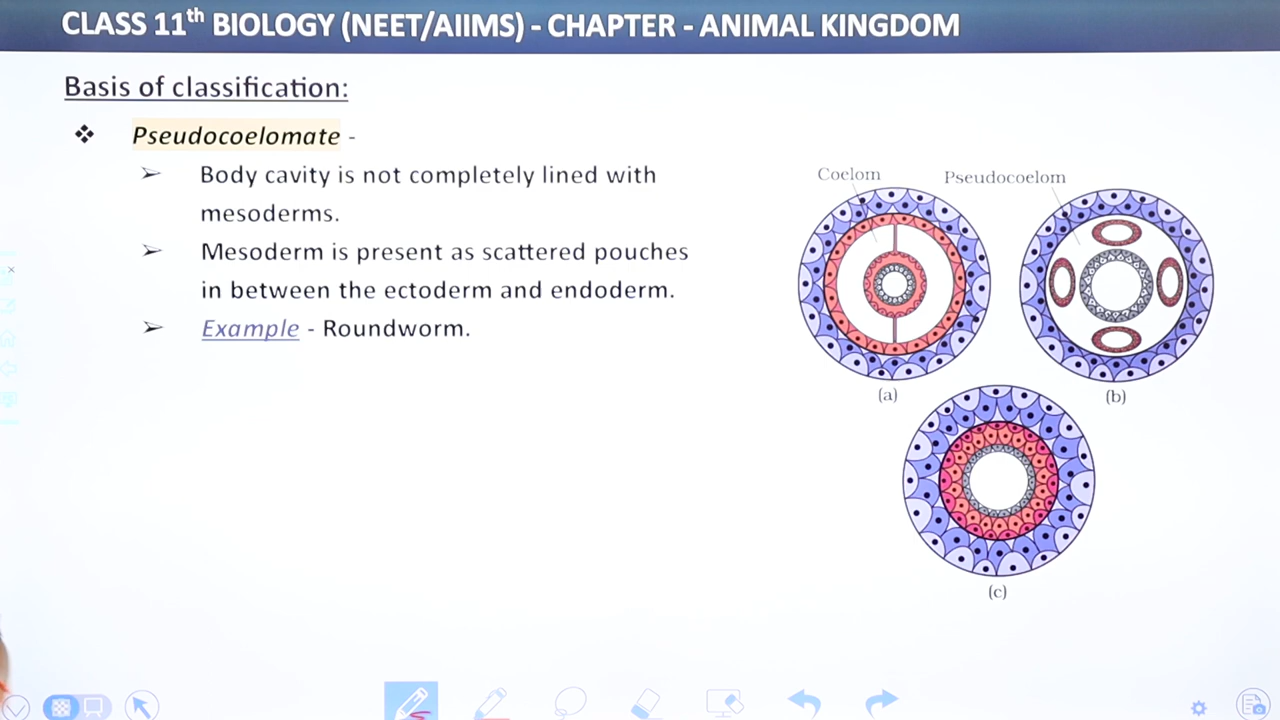 CLASS 11th BIOLOGY (NEET/AIIMS) - CHAPTER - ANIMAL KINGDOM
Basis of classification:
❖ Pseudocoelomate -
➢ Body cavity is not completely lined with
mesoderms.
➢ Mesoderm is present as scattered pouches
in between the ectoderm and endoderm.
➢ Example - Roundworm.
Coelom
Pseudocoelom
(a)
(b)
(c)